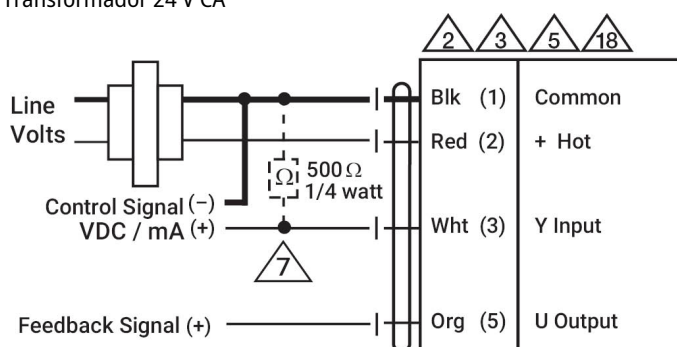 Transformador 24 V CA
2 3 5 18
Line Volts
Blk (1) Common
Red (2) + Hot
500 Ω
1/4 watt
Ω
Control Signal (–)
VDC / mA (+)
Wht (3) Y Input
7
Feedback Signal (+)
Org (5) U Output